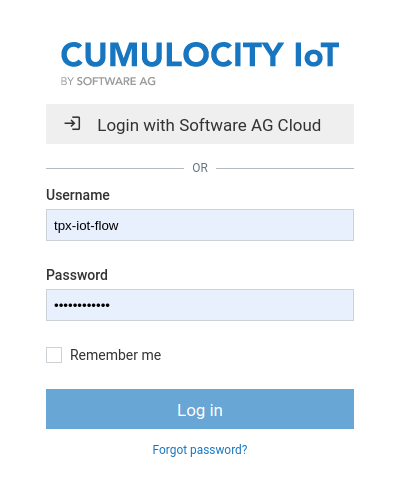 CUMULOCITY IoT
BY SOFTWARE AG
Login with Software AG Cloud
OR
Username
tpx-iot-flow
Password
••••••••••••
Remember me
Log in
Forgot password?